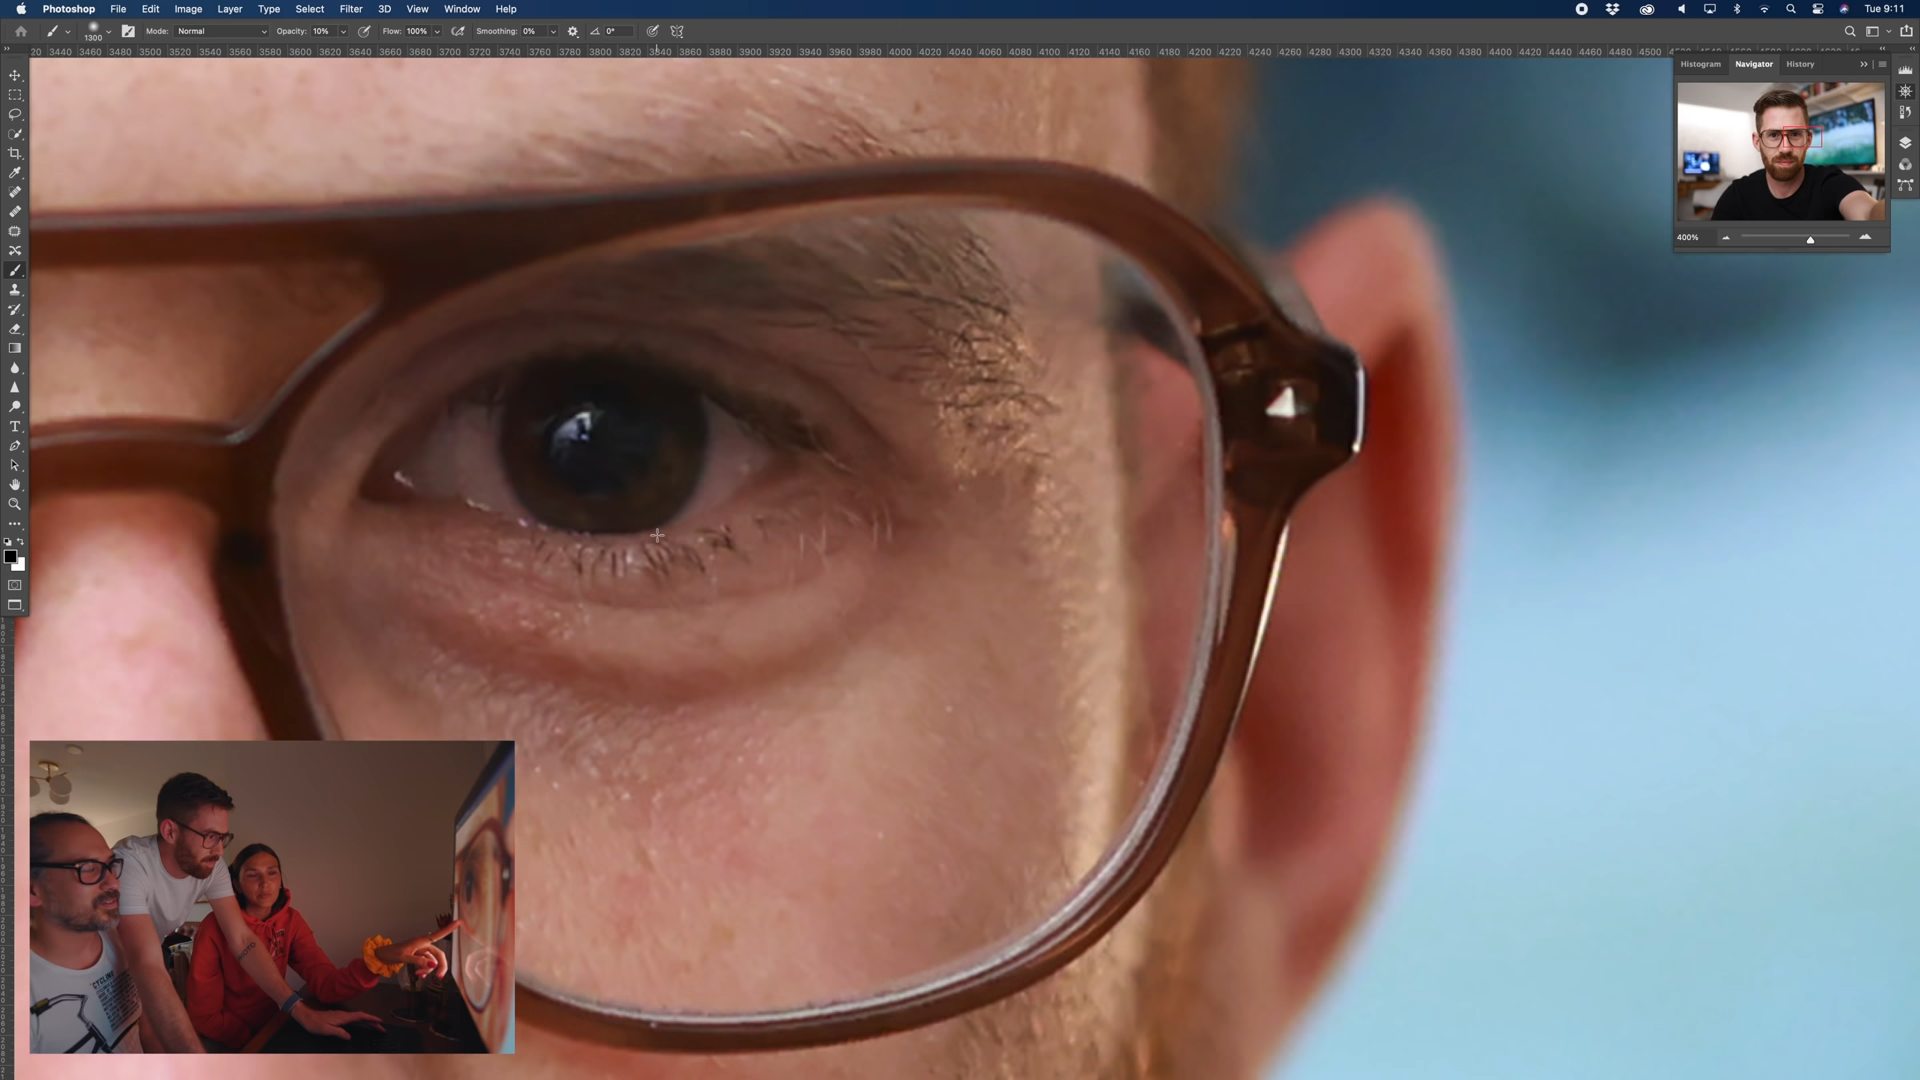 Photoshop File Edit Image Layer Type Select Filter 3D View Window Help Tue 9:11
1300 Mode: Normal Opacity: 10% Flow: 100% Smoothing: 0% 0°
20 3440 3460 3480 3500 3520 3540 3560 3580 3600 3620 3640 3660 3680 3700 3720 3740 3760 3780 3800 3820 3840 3860 3880 3900 3920 3940 3960 3980 4000 4020 4040 4060 4080 4100 4120 4140 4160 4180 4200 4220 4240 4260 4280 4300 4320 4340 4360 4380 4400 4420 4440 4460 4480 4500
Histogram Navigator History
400%
CYCLING